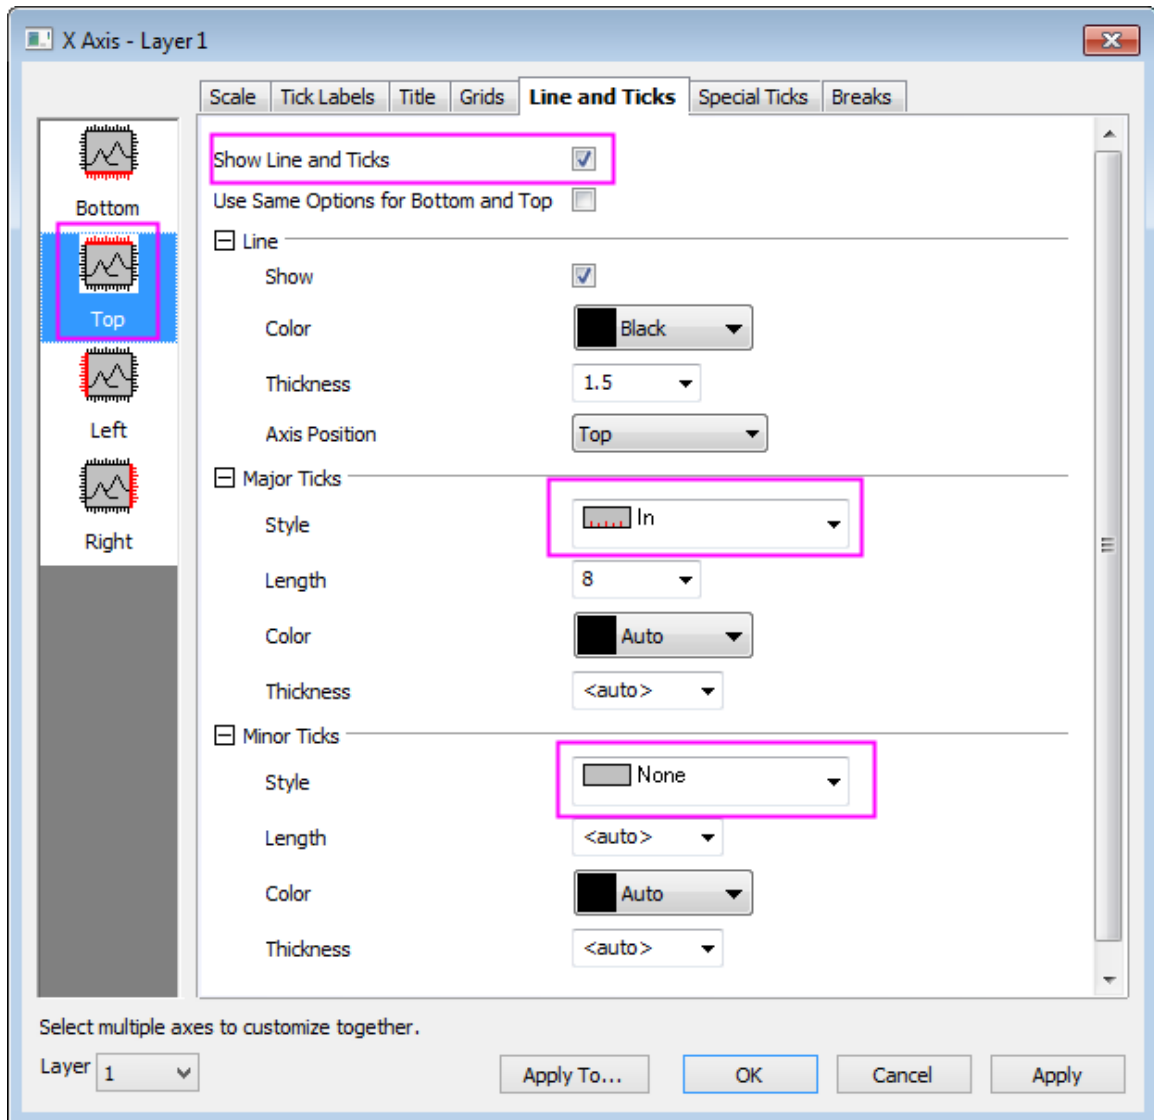 X Axis - Layer 1
Scale Tick Labels Title Grids Line and Ticks Special Ticks Breaks
Bottom
Top
Left
Right
Show Line and Ticks
Use Same Options for Bottom and Top
Line
Show
Color Black
Thickness 1.5
Axis Position Top
Major Ticks
Style In
Length 8
Color Auto
Thickness <auto>
Minor Ticks
Style None
Length <auto>
Color Auto
Thickness <auto>
Select multiple axes to customize together.
Layer 1 Apply To... OK Cancel Apply